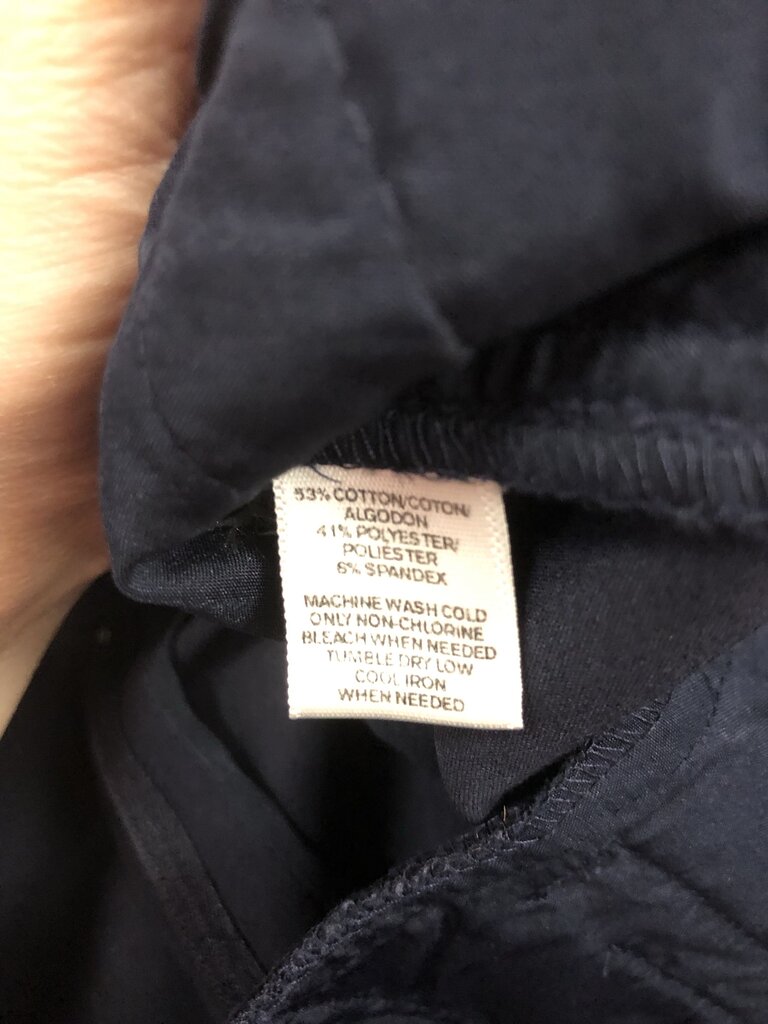 53% COTTON/COTON/
ALGODON
41% POLYESTER/
POLIESTER
6% SPANDEX
MACHINE WASH COLD
ONLY NON-CHLORINE
BLEACH WHEN NEEDED
TUMBLE DRY LOW
COOL IRON
WHEN NEEDED